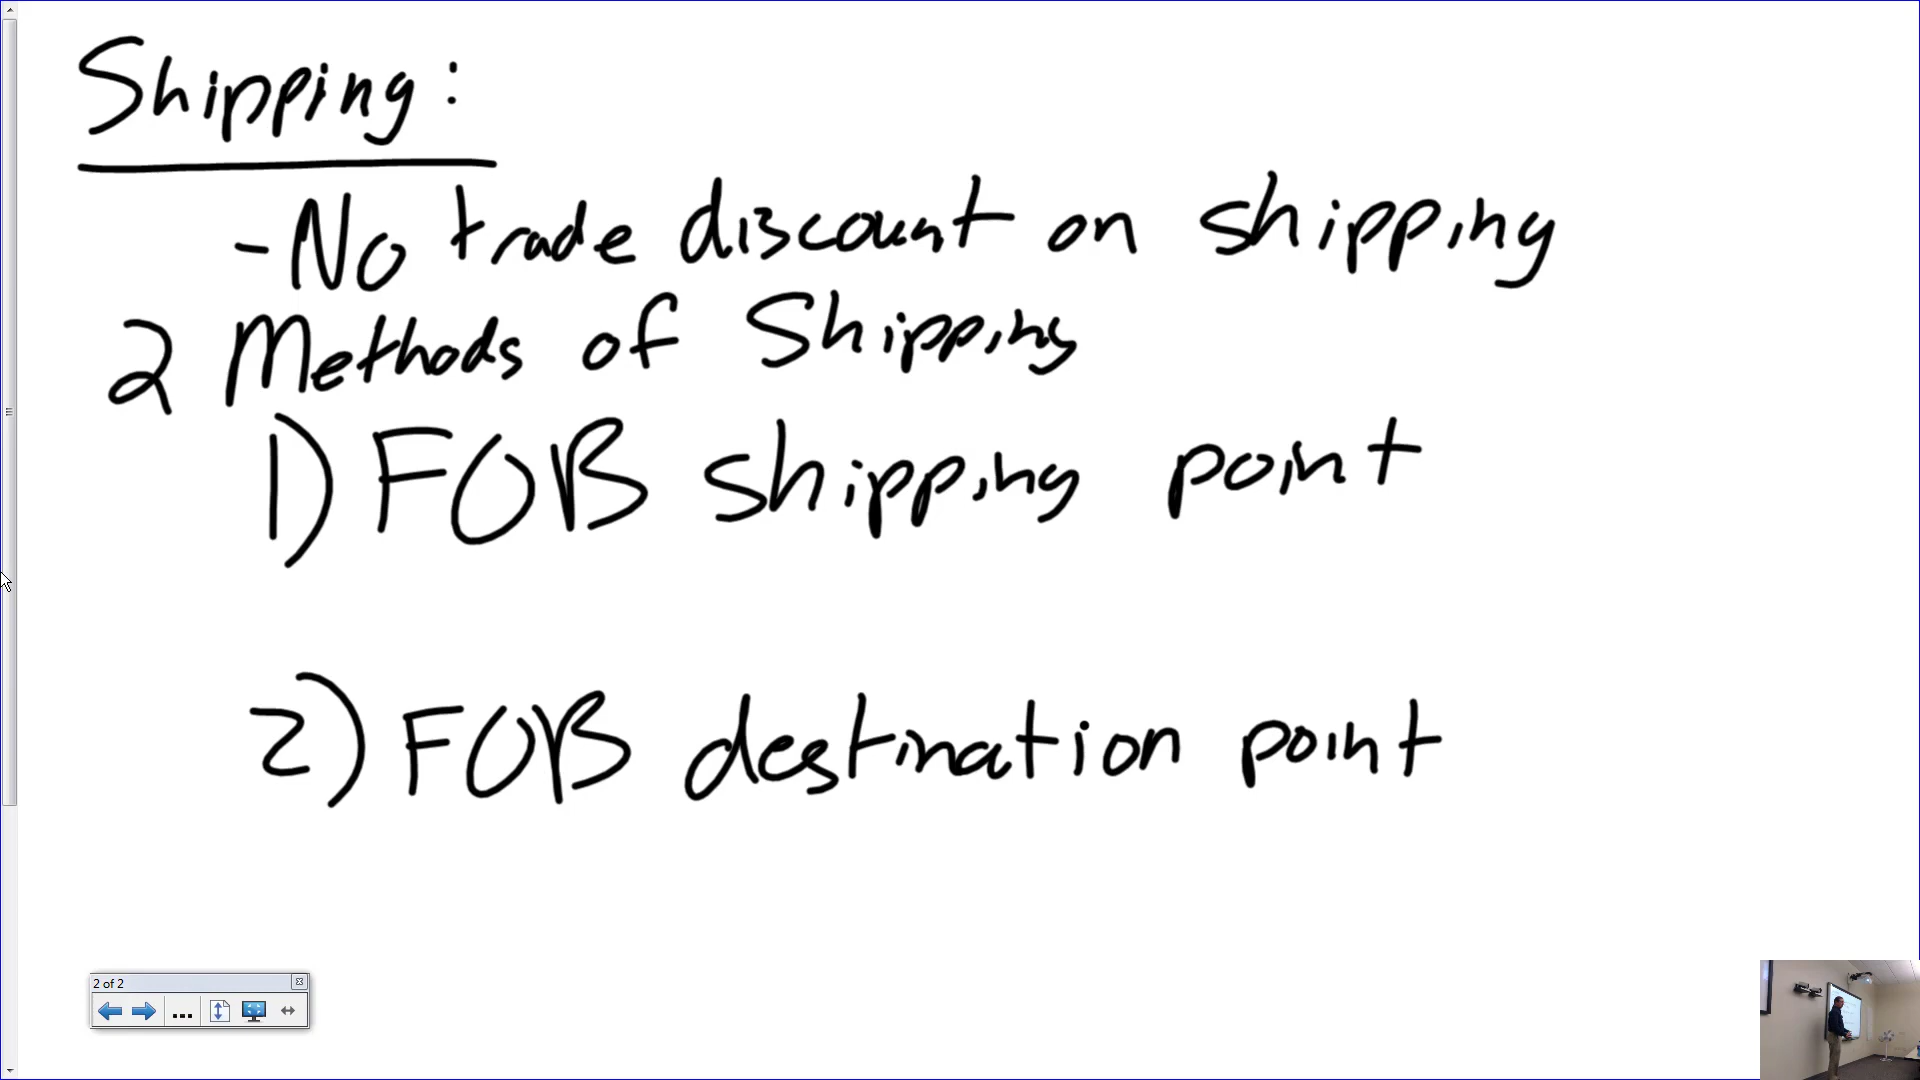 Shipping:
- No trade discount on shipping
2 Methods of Shipping
1) FOB shipping point
2) FOB destination point
2 of 2
...